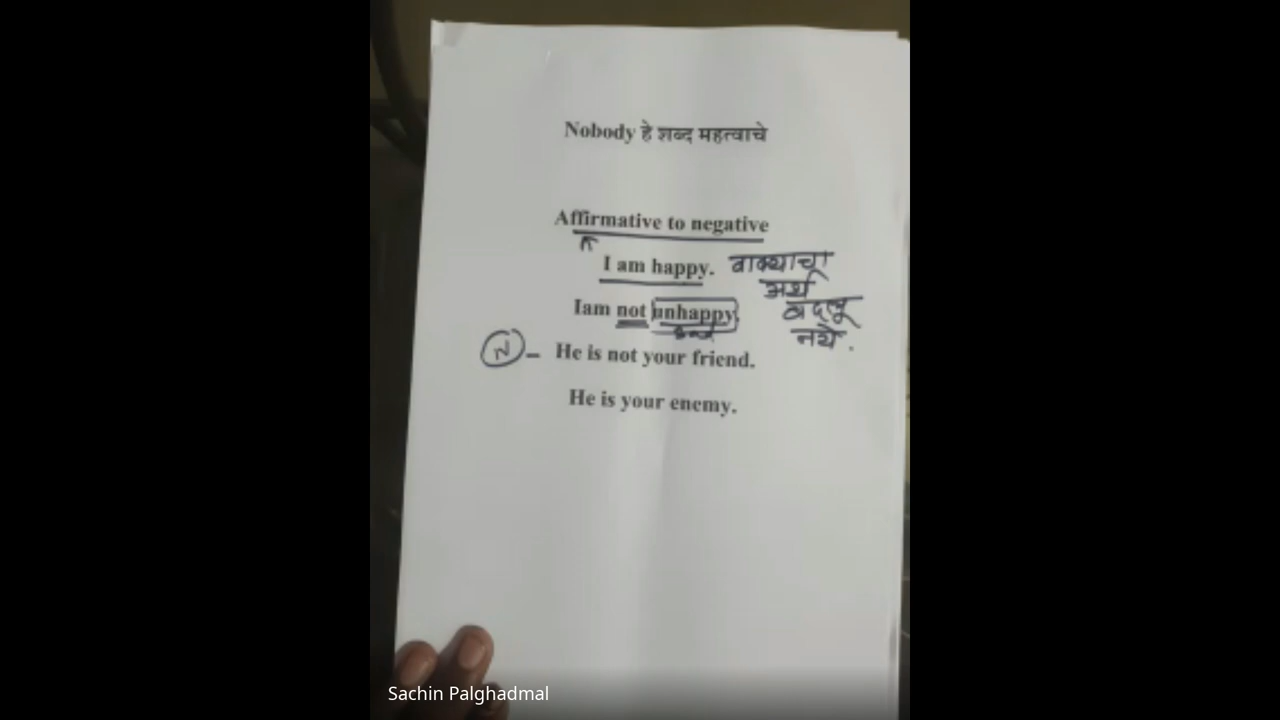 Nobody हे शब्द महत्वाचे
Affirmative to negative
I am happy.
वाक्याचा
अर्थ
बदलू
नये.
Iam not unhappy.
N - He is not your friend.
He is your enemy.
Sachin Palghadmal